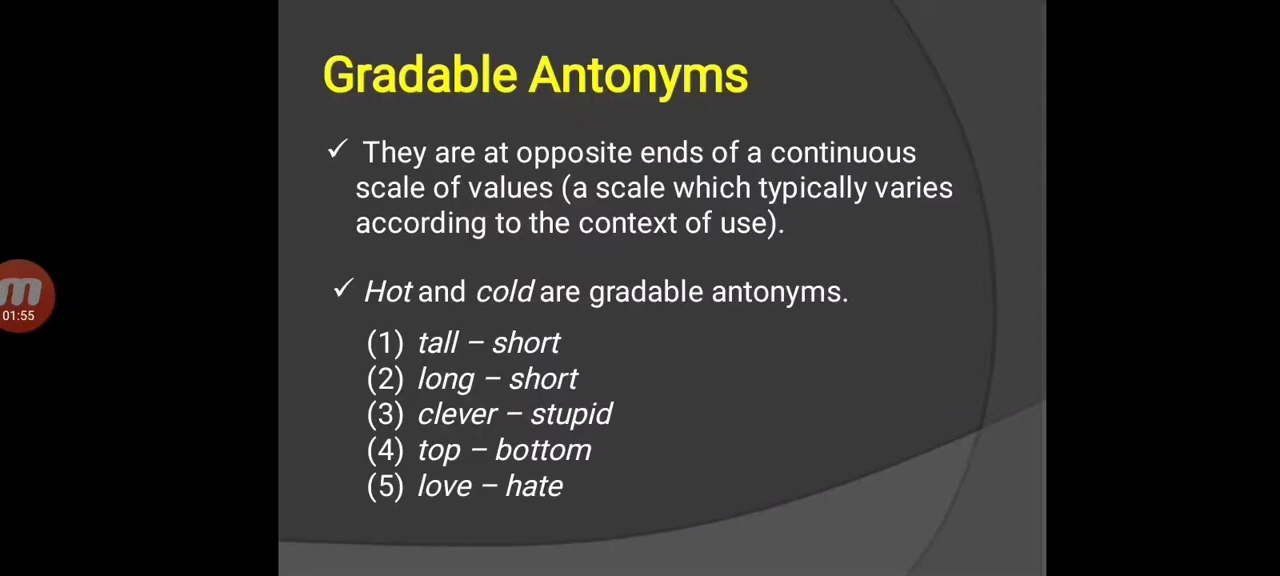 Gradable Antonyms
✓ They are at opposite ends of a continuous
scale of values (a scale which typically varies
according to the context of use).
✓ Hot and cold are gradable antonyms.
(1) tall – short
(2) long – short
(3) clever – stupid
(4) top – bottom
(5) love – hate
m
01:55